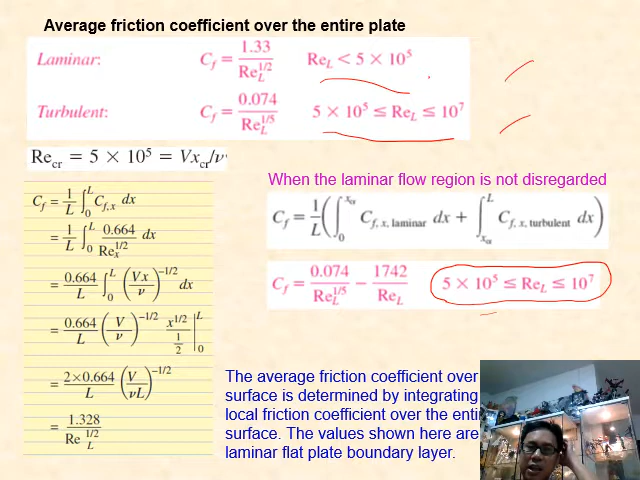 Average friction coefficient over the entire plate
Laminar: C_f = 1.33 / Re_L^{1/2} Re_L < 5 × 10^5
Turbulent: C_f = 0.074 / Re_L^{1/5} 5 × 10^5 ≤ Re_L ≤ 10^7
Re_cr = 5 × 10^5 = Vx_cr/ν
C_f = 1/L ∫_0^L C_{f,x} dx
= 1/L ∫_0^L 0.664 / Re_x^{1/2} dx
= 0.664/L ∫_0^L (Vx/ν)^{-1/2} dx
= 0.664/L (V/ν)^{-1/2} x^{1/2} / (1/2) |_0^L
= 2×0.664/L (V/νL)^{-1/2}
= 1.328 / Re_L^{1/2}
When the laminar flow region is not disregarded
C_f = 1/L (∫_0^{x_cr} C_{f, x, laminar} dx + ∫_{x_cr}^L C_{f, x, turbulent} dx)
C_f = 0.074 / Re_L^{1/5} − 1742 / Re_L 5 × 10^5 ≤ Re_L ≤ 10^7
The average friction coefficient over
surface is determined by integrating
local friction coefficient over the enti
surface. The values shown here are
laminar flat plate boundary layer.